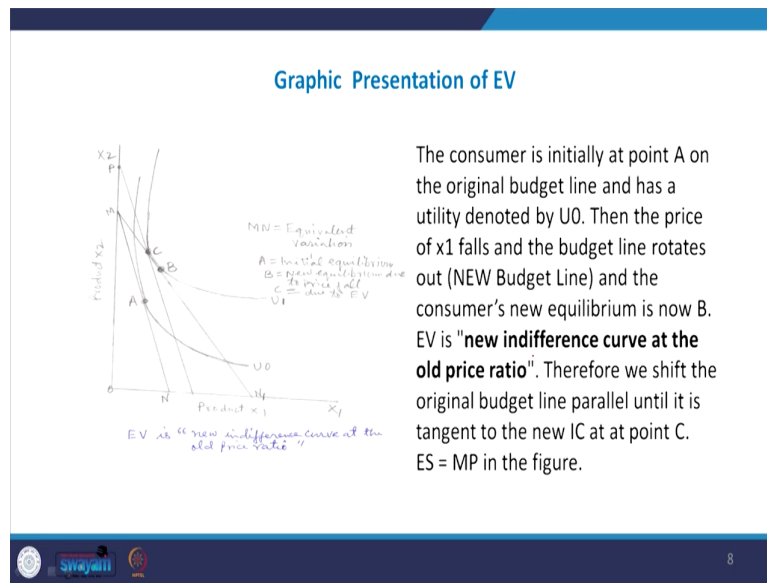 Graphic Presentation of EV
X2
P
M
Product x2
C
B
A
MN = Equivalent
variation
A = Initial equilibrium
B = New equilibrium due
to price fall
C = due to EV
U1
U0
0
N
N1
Product x1
X1
EV is "new indifference curve at the
old price ratio"
The consumer is initially at point A on
the original budget line and has a
utility denoted by U0. Then the price
of x1 falls and the budget line rotates
out (NEW Budget Line) and the
consumer's new equilibrium is now B.
EV is "new indifference curve at the
old price ratio". Therefore we shift the
original budget line parallel until it is
tangent to the new IC at at point C.
ES = MP in the figure.
swayam
8